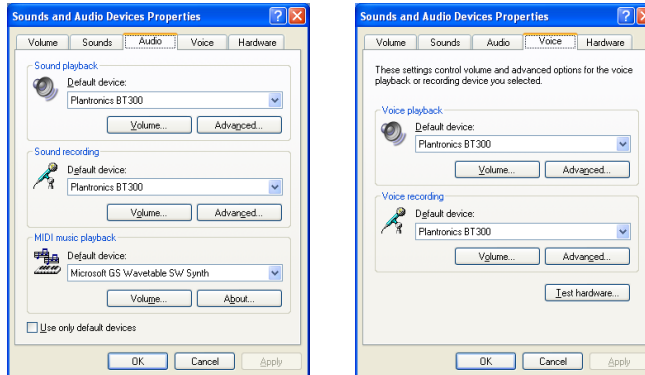 Sounds and Audio Devices Properties
Volume Sounds Audio Voice Hardware
Sound playback
Default device:
Plantronics BT300
Volume... Advanced...
Sound recording
Default device:
Plantronics BT300
Volume... Advanced...
MIDI music playback
Default device:
Microsoft GS Wavetable SW Synth
Volume... About...
Use only default devices
OK Cancel Apply
Sounds and Audio Devices Properties
Volume Sounds Audio Voice Hardware
These settings control volume and advanced options for the voice
playback or recording device you selected.
Voice playback
Default device:
Plantronics BT300
Volume... Advanced...
Voice recording
Default device:
Plantronics BT300
Volume... Advanced...
Test hardware...
OK Cancel Apply